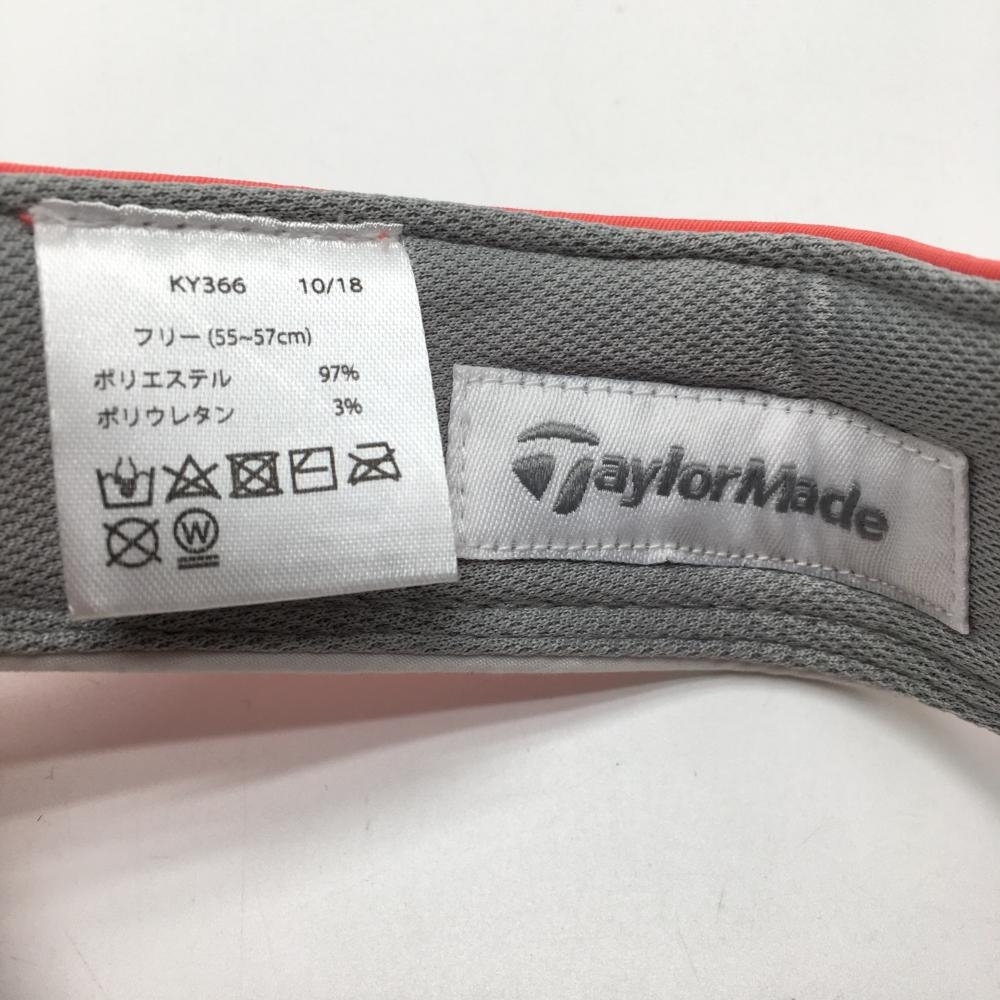 KY366 10/18
フリー (55~57cm)
ポリエステル 97%
ポリウレタン 3%
W
TaylorMade